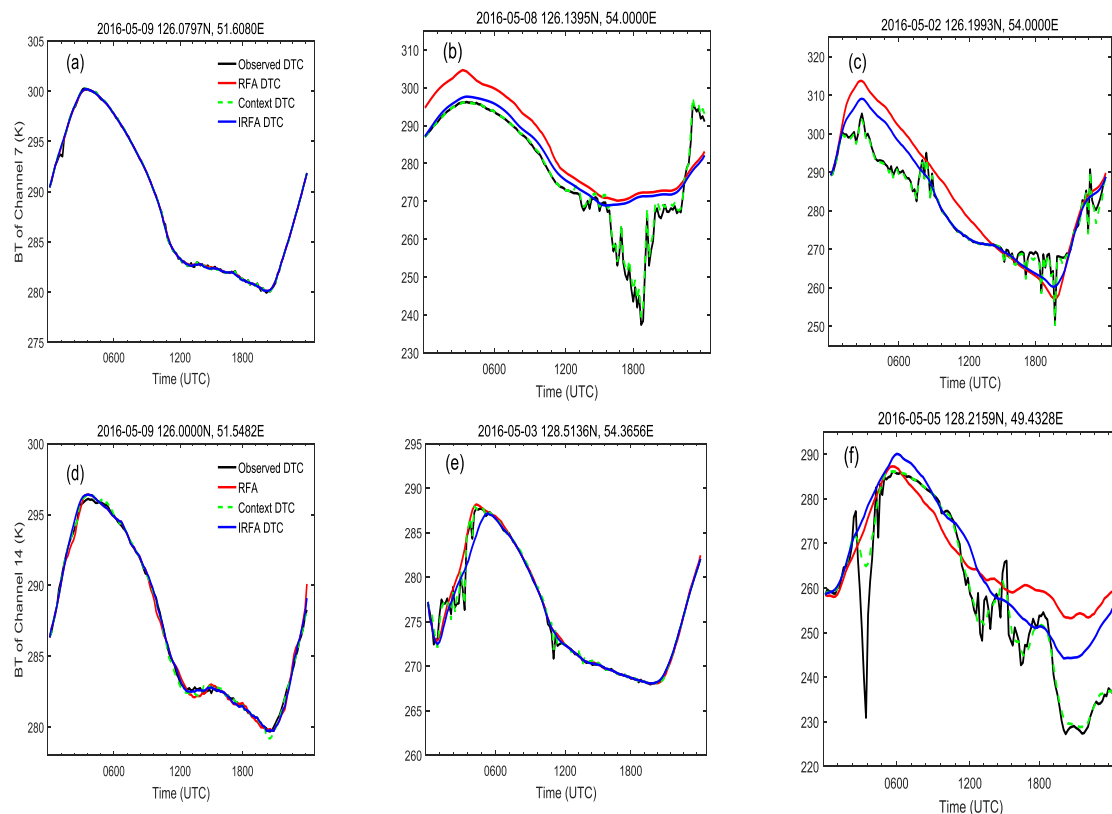 2016-05-09 126.0797N, 51.6080E
(a)
Observed DTC
RFA DTC
Context DTC
IRFA DTC
BT of Channel 7 (K)
305
300
295
290
285
280
275
0600 1200 1800
Time (UTC)
2016-05-08 126.1395N, 54.0000E
(b)
310
300
290
280
270
260
250
240
230
0600 1200 1800
Time (UTC)
2016-05-02 126.1993N, 54.0000E
(c)
320
310
300
290
280
270
260
250
0600 1200 1800
Time (UTC)
2016-05-09 126.0000N, 51.5482E
(d)
Observed DTC
RFA
Context DTC
IRFA DTC
BT of Channel 14 (K)
300
295
290
285
280
0600 1200 1800
Time (UTC)
2016-05-03 128.5136N, 54.3656E
(e)
295
290
285
280
275
270
265
260
0600 1200 1800
Time (UTC)
2016-05-05 128.2159N, 49.4328E
(f)
290
280
270
260
250
240
230
220
0600 1200 1800
Time (UTC)